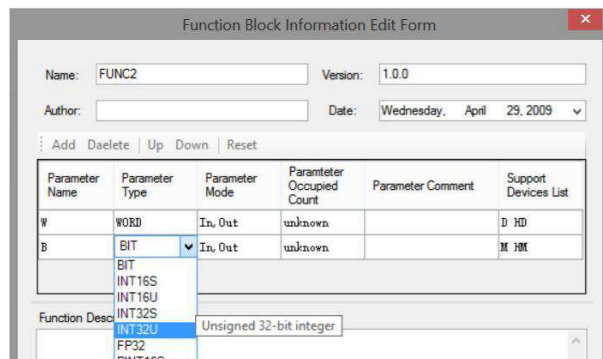 Function Block Information Edit Form
Name: FUNC2 Version: 1.0.0
Author: Date: Wednesday, April 29, 2009
Add Daelete Up Down Reset
Parameter Name Parameter Type Parameter Mode Paramteter Occupied Count Parameter Comment Support Devices List
W WORD In, Out unknown D HD
B BIT In, Out unknown M HM
BIT
INT16S
INT16U
INT32S
Function Desc INT32U Unsigned 32-bit integer
FP32